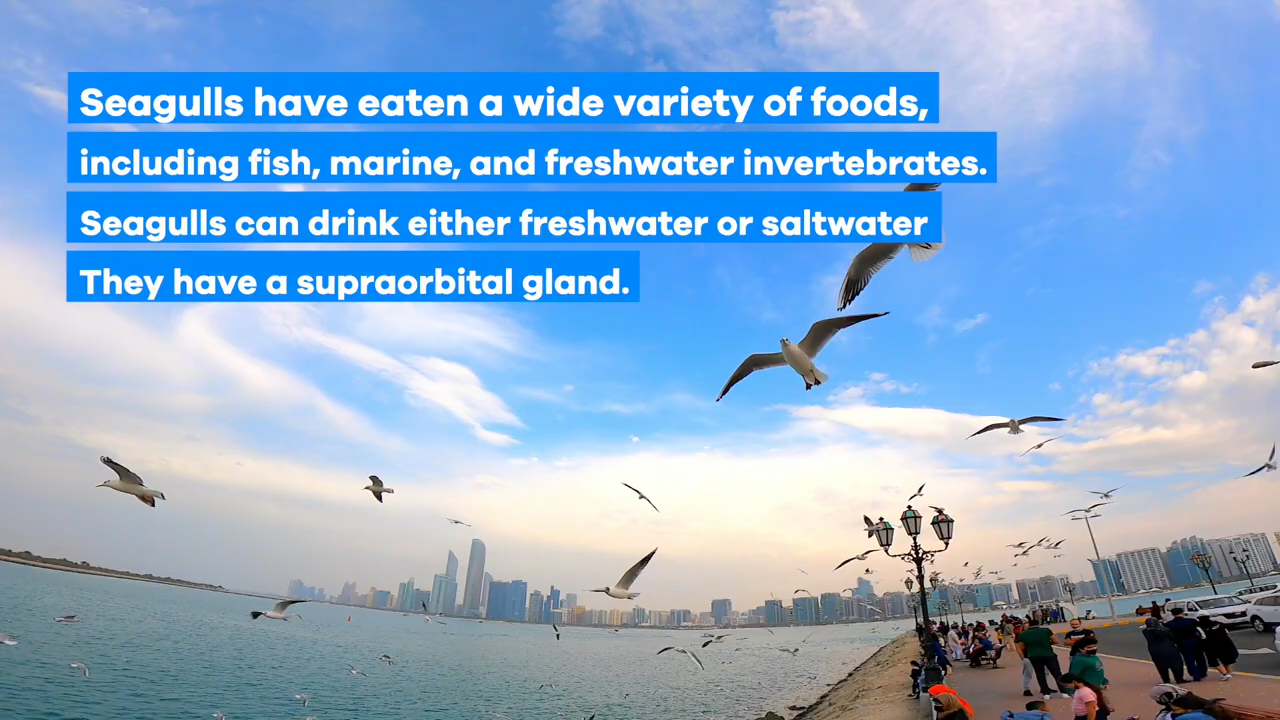 Seagulls have eaten a wide variety of foods,
including fish, marine, and freshwater invertebrates.
Seagulls can drink either freshwater or saltwater
They have a supraorbital gland.